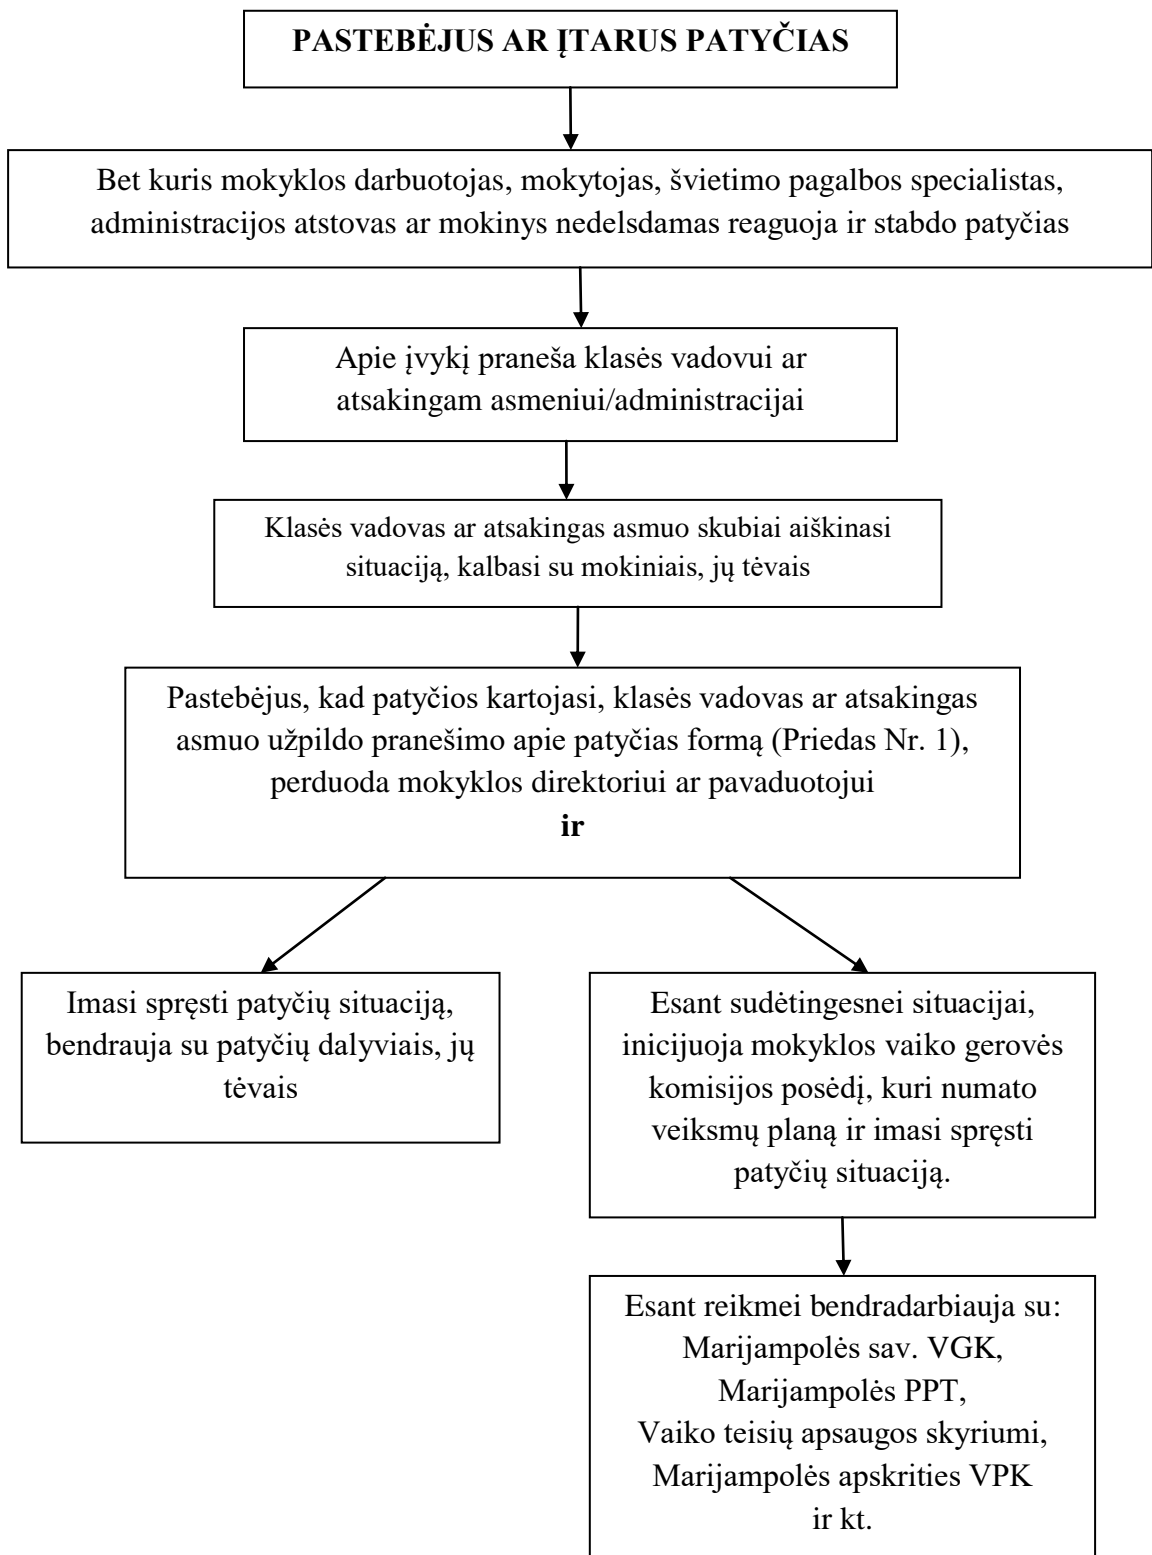 PASTEBĖJUS AR ĮTARUS PATYČIAS
Bet kuris mokyklos darbuotojas, mokytojas, švietimo pagalbos specialistas,
administracijos atstovas ar mokinys nedelsdamas reaguoja ir stabdo patyčias
Apie įvykį praneša klasės vadovui ar
atsakingam asmeniui/administracijai
Klasės vadovas ar atsakingas asmuo skubiai aiškinasi
situaciją, kalbasi su mokiniais, jų tėvais
Pastebėjus, kad patyčios kartojasi, klasės vadovas ar atsakingas
asmuo užpildo pranešimo apie patyčias formą (Priedas Nr. 1),
perduoda mokyklos direktoriui ar pavaduotojui
ir
Imasi spręsti patyčių situaciją,
bendrauja su patyčių dalyviais, jų
tėvais
Esant sudėtingesnei situacijai,
inicijuoja mokyklos vaiko gerovės
komisijos posėdį, kuri numato
veiksmų planą ir imasi spręsti
patyčių situaciją.
Esant reikmei bendradarbiauja su:
Marijampolės sav. VGK,
Marijampolės PPT,
Vaiko teisių apsaugos skyriumi,
Marijampolės apskrities VPK
ir kt.